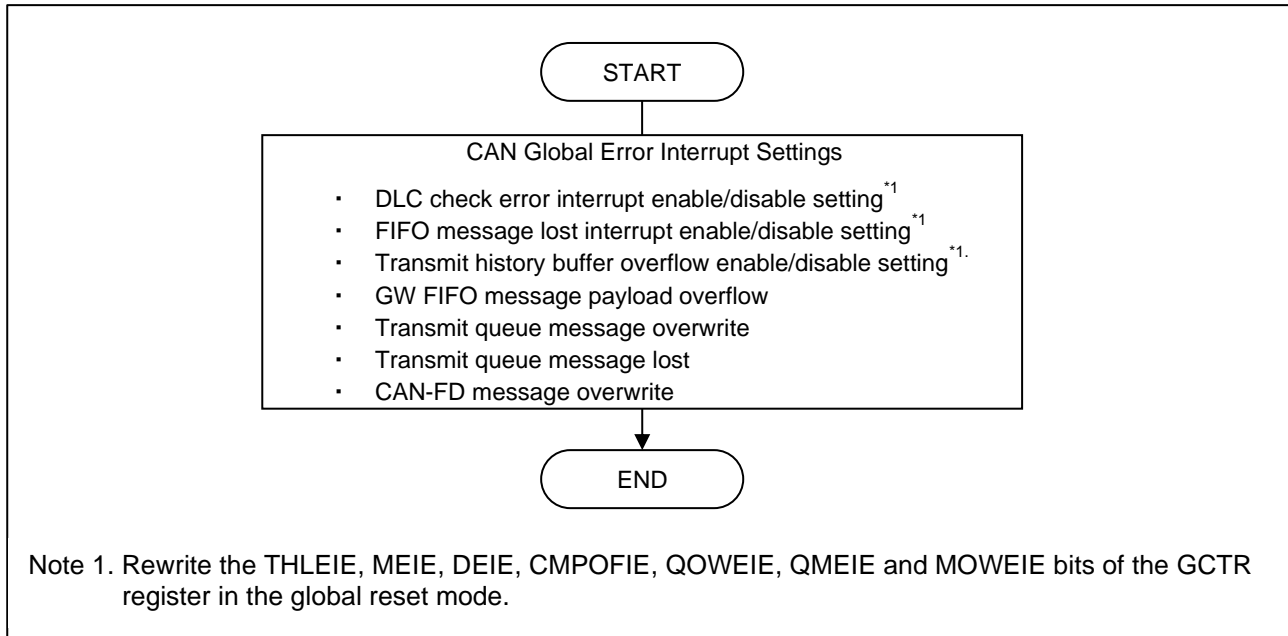 START
CAN Global Error Interrupt Settings
・ DLC check error interrupt enable/disable setting*1
・ FIFO message lost interrupt enable/disable setting*1
・ Transmit history buffer overflow enable/disable setting*1.
・ GW FIFO message payload overflow
・ Transmit queue message overwrite
・ Transmit queue message lost
・ CAN-FD message overwrite
END
Note 1. Rewrite the THLEIE, MEIE, DEIE, CMPOFIE, QOWEIE, QMEIE and MOWEIE bits of the GCTR
register in the global reset mode.